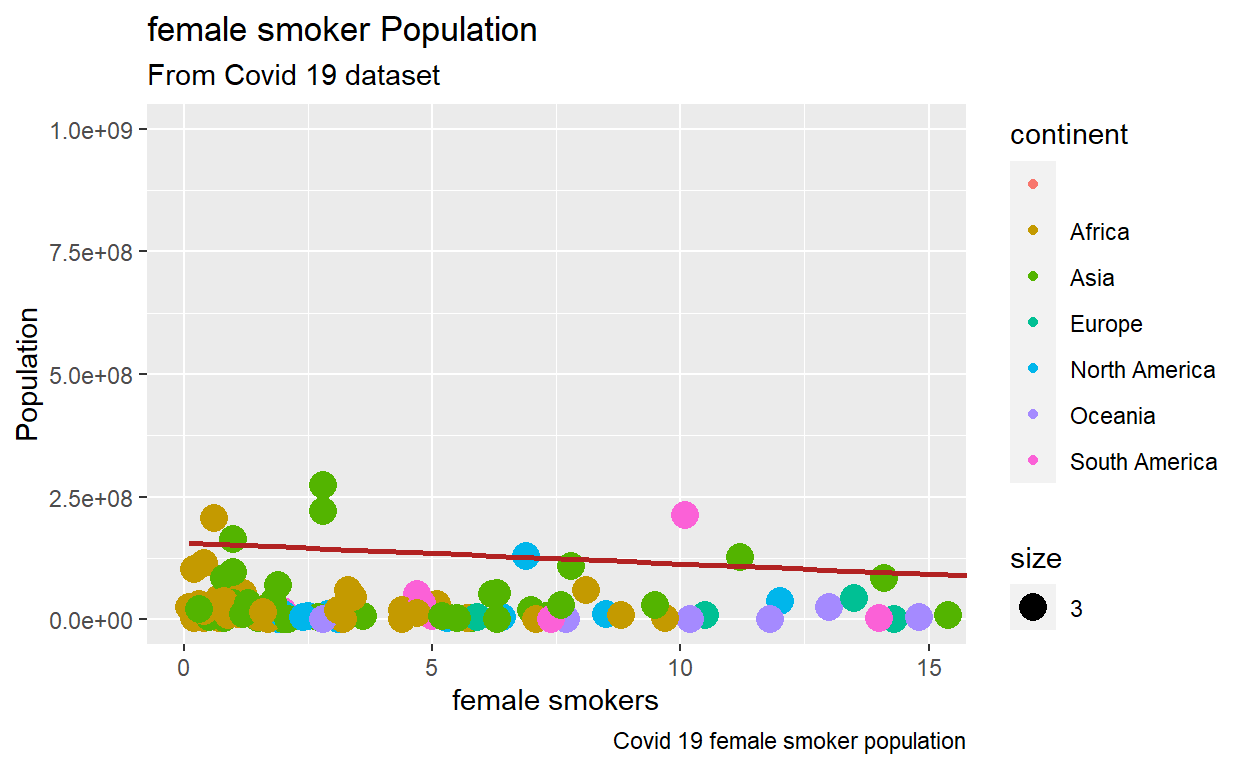 female smoker Population
From Covid 19 dataset
1.0e+09
7.5e+08
5.0e+08
2.5e+08
0.0e+00
Population
0
5
10
15
female smokers
Covid 19 female smoker population
continent
Africa
Asia
Europe
North America
Oceania
South America
size
3